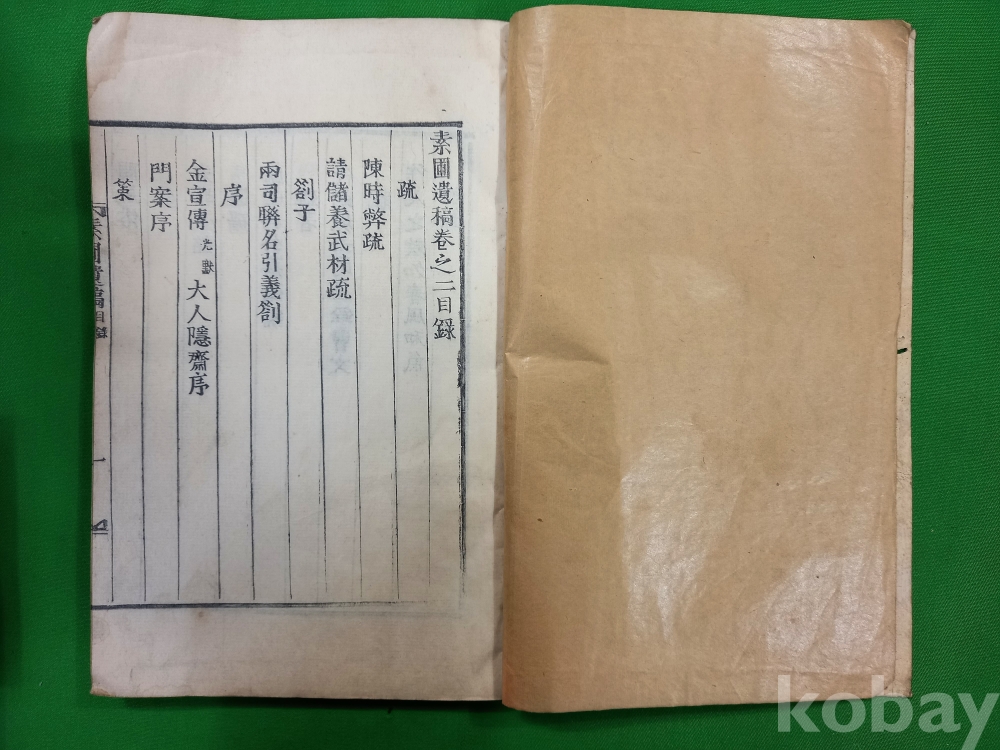 素圃遺稿卷之二目錄
疏
陳時弊疏
請儲養武材疏
劄子
兩司聯名引義劄
序
金宣傳光獻大人隱齋序
門案序
策
kobay